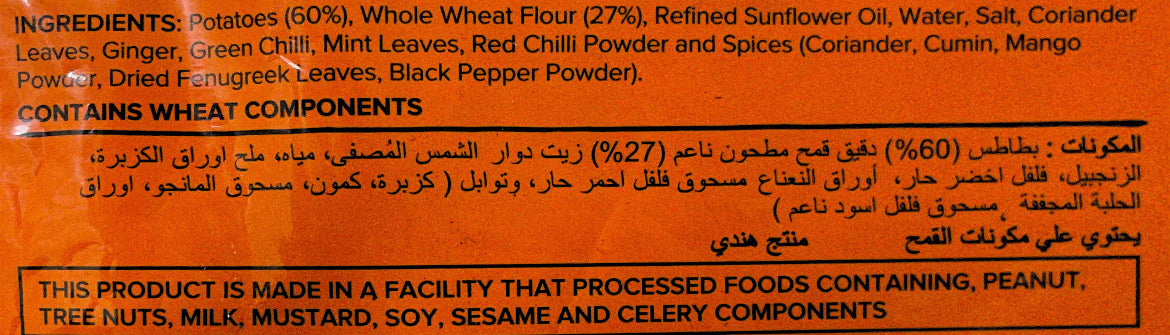 INGREDIENTS: Potatoes (60%), Whole Wheat Flour (27%), Refined Sunflower Oil, Water, Salt, Coriander
Leaves, Ginger, Green Chilli, Mint Leaves, Red Chilli Powder and Spices (Coriander, Cumin, Mango
Powder, Dried Fenugreek Leaves, Black Pepper Powder).
CONTAINS WHEAT COMPONENTS
المكونات : بطاطس (60%) دقيق قمح مطحون ناعم (27%) زيت دوار الشمس المُصفى، مياه، ملح اوراق الكزبرة،
الزنجبيل، فلفل اخضر حار، أوراق النعناع مسحوق فلفل احمر حار، وتوابل ( كزبرة، كمون، مسحوق المانجو، اوراق
الحلبة المجففة ,مسحوق فلفل اسود ناعم )
يحتوي علي مكونات القمح منتج هندي
THIS PRODUCT IS MADE IN A FACILITY THAT PROCESSED FOODS CONTAINING, PEANUT,
TREE NUTS, MILK, MUSTARD, SOY, SESAME AND CELERY COMPONENTS